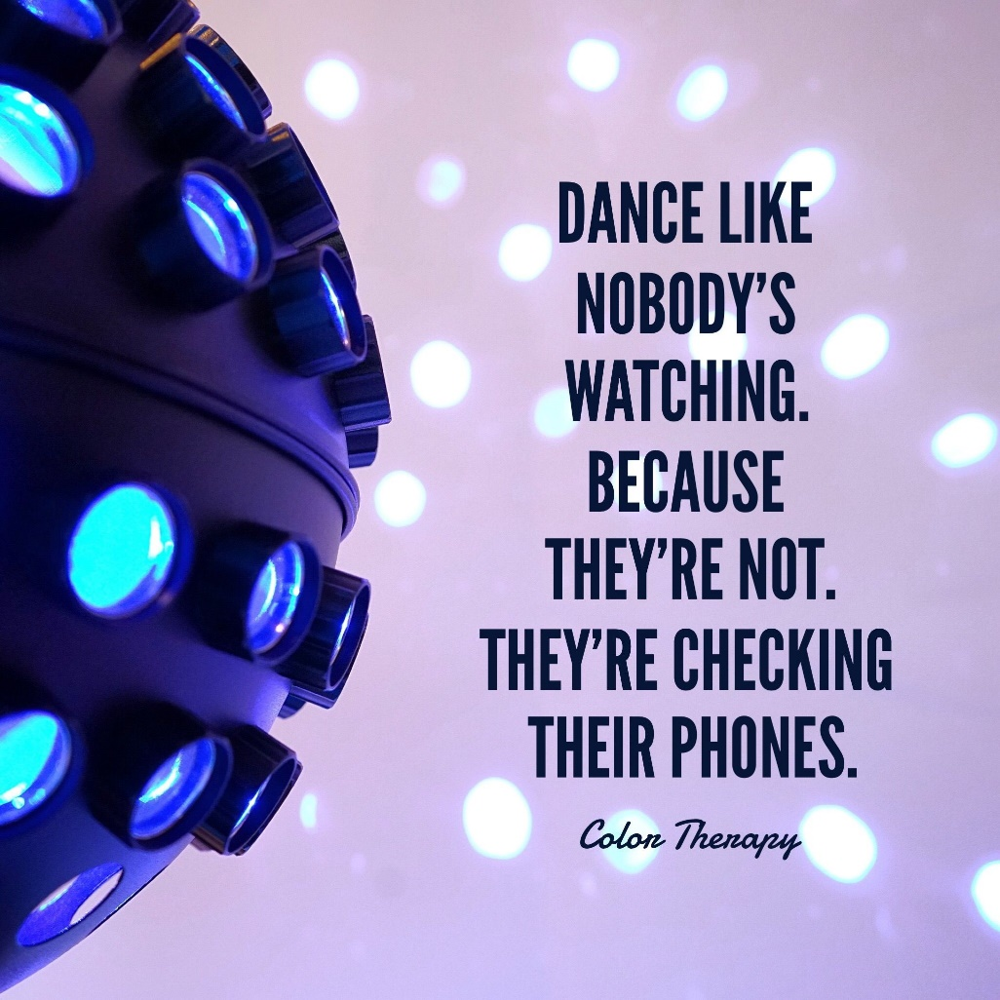 DANCE LIKE
NOBODY’S
WATCHING.
BECAUSE
THEY’RE NOT.
THEY’RE CHECKING
THEIR PHONES.
Color Therapy